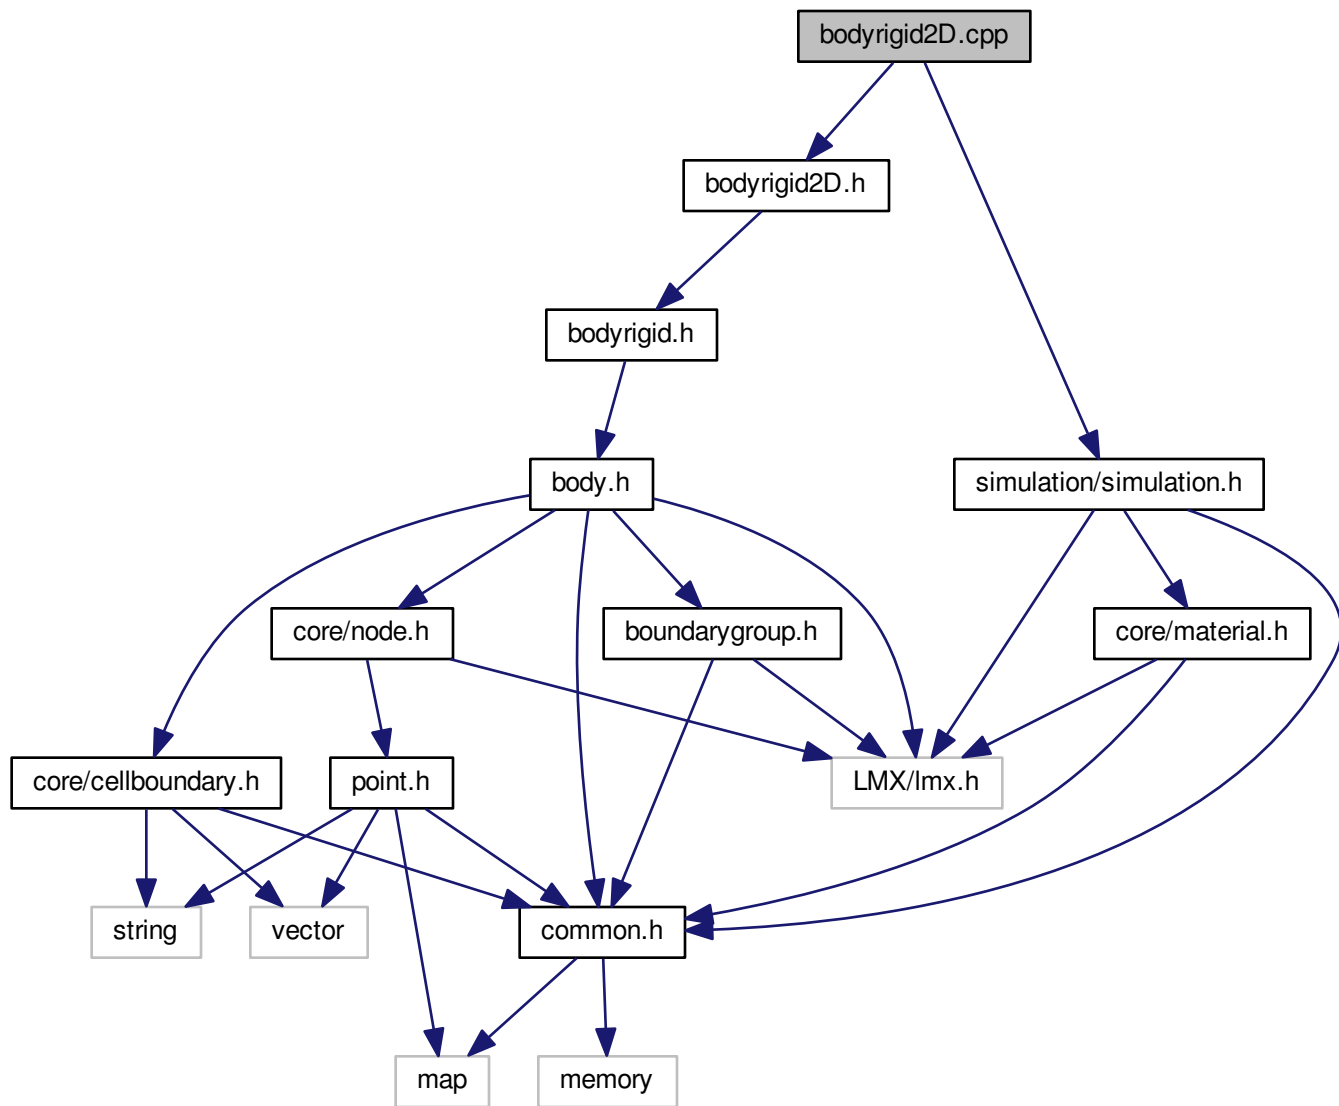 bodyrigid2D.cpp
bodyrigid2D.h
bodyrigid.h
body.h
simulation/simulation.h
core/node.h
boundarygroup.h
core/material.h
core/cellboundary.h
point.h
LMX/lmx.h
string
vector
common.h
map
memory